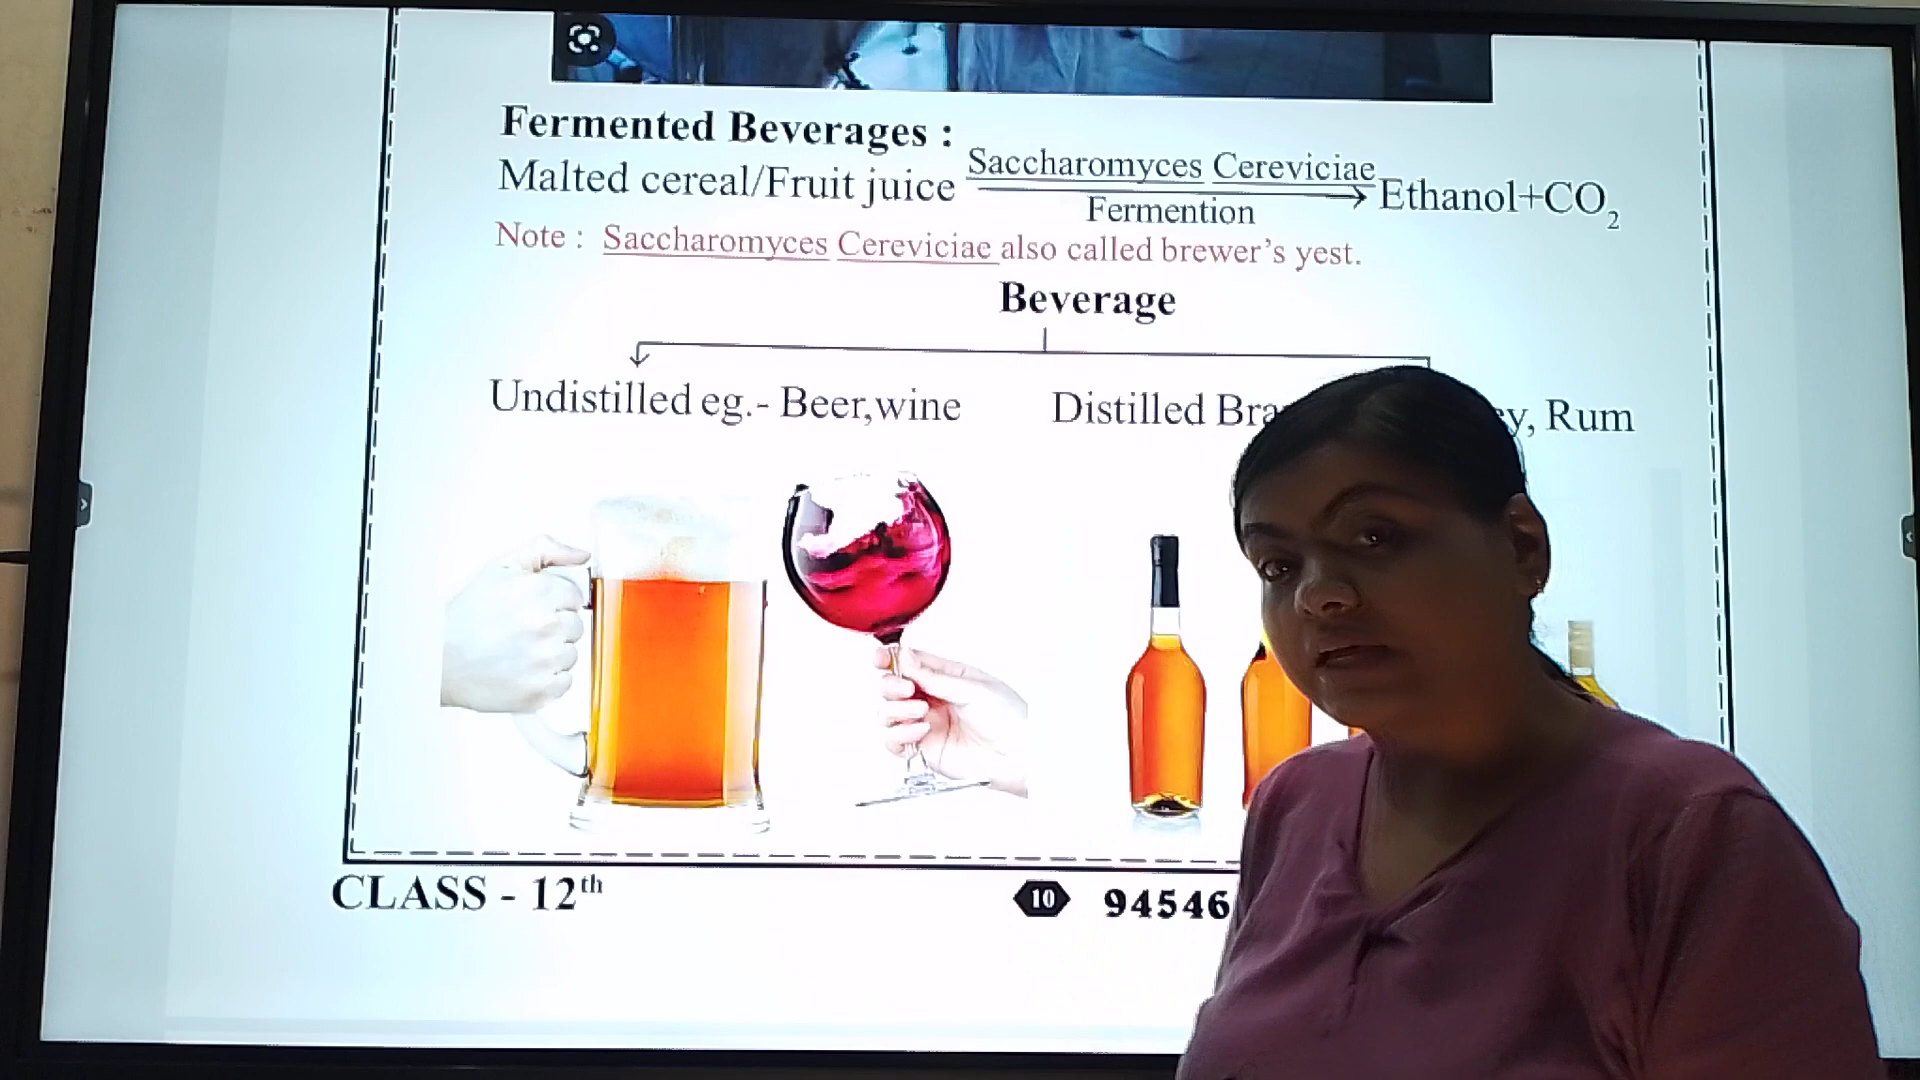 Fermented Beverages :
Saccharomyces Cereviciae
Malted cereal/Fruit juice Ethanol+CO₂
Fermention
Note : Saccharomyces Cereviciae also called brewer's yest.
Beverage
Undistilled eg.- Beer,wine Distilled Rum
CLASS - 12th 10 94546